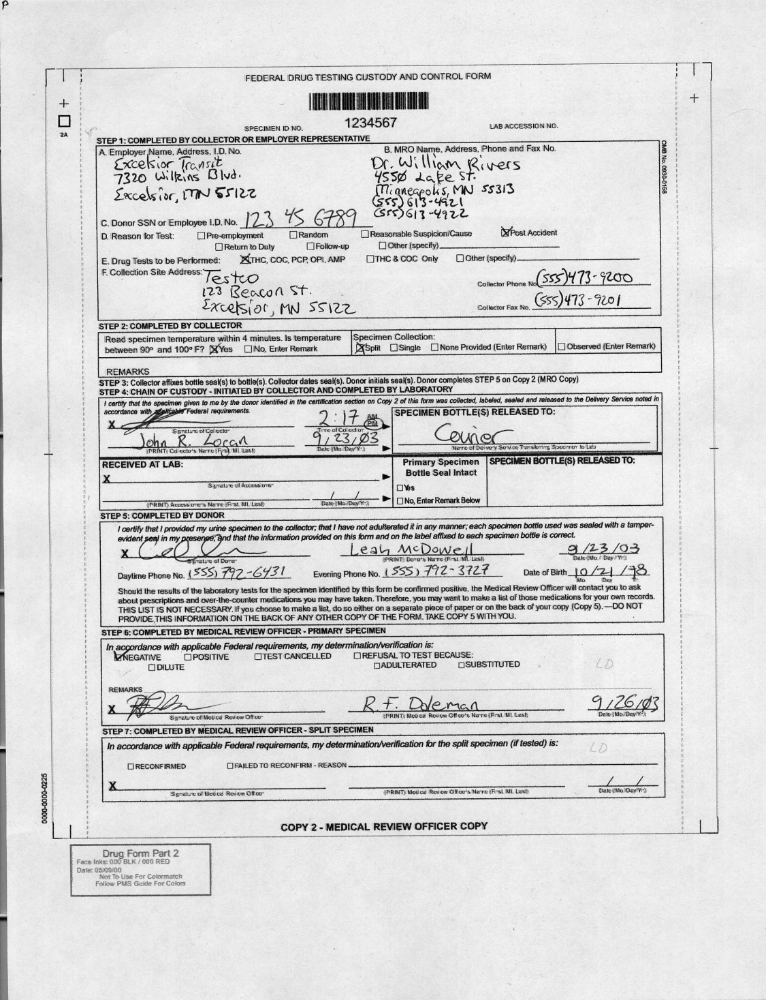 P
FEDERAL DRUG TESTING CUSTODY AND CONTROL FORM
2A
SPECIMEN ID NO. 1234567 LAB ACCESSION NO.
OMB No. 0930-0158
STEP 1: COMPLETED BY COLLECTOR OR EMPLOYER REPRESENTATIVE
A. Employer Name, Address, I.D. No.
Excelsior Transit
7320 Wilkins Blvd.
Excelsior, MN 55122
B. MRO Name, Address, Phone and Fax No.
Dr. William Rivers
4550 Lake St.
Minneapolis, MN 55313
(555) 613-4921
(555) 613-4922
C. Donor SSN or Employee I.D. No. 123 45 6789
D. Reason for Test: ☐ Pre-employment ☐ Random ☐ Reasonable Suspicion/Cause ☒ Post Accident
☐ Return to Duty ☐ Follow-up ☐ Other (specify)
E. Drug Tests to be Performed: ☒ THC, COC, PCP, OPI, AMP ☐ THC & COC Only ☐ Other (specify)
F. Collection Site Address: Testco
123 Beacon St.
Excelsior, MN 55122
Collector Phone No. (555) 473-9200
Collector Fax No. (555) 473-9201
STEP 2: COMPLETED BY COLLECTOR
Read specimen temperature within 4 minutes. Is temperature
between 90° and 100° F? ☒ Yes ☐ No, Enter Remark
Specimen Collection:
☒ Split ☐ Single ☐ None Provided (Enter Remark) ☐ Observed (Enter Remark)
REMARKS
STEP 3: Collector affixes bottle seal(s) to bottle(s). Collector dates seal(s). Donor initials seal(s). Donor completes STEP 5 on Copy 2 (MRO Copy)
STEP 4: CHAIN OF CUSTODY - INITIATED BY COLLECTOR AND COMPLETED BY LABORATORY
I certify that the specimen given to me by the donor identified in the certification section on Copy 2 of this form was collected, labeled, sealed and released to the Delivery Service noted in
accordance with applicable Federal requirements.
X 2:17 AM PM
Signature of Collector Time of Collection
John R. Logan 9/23/03
(PRINT) Collector's Name (First, MI, Last) Date (Mo./Day/Yr.)
SPECIMEN BOTTLE(S) RELEASED TO:
Courier
Name of Delivery Service Transferring Specimen to Lab
RECEIVED AT LAB:
X
Signature of Accessioner
/ /
(PRINT) Accessioner's Name (First, MI, Last) Date (Mo./Day/Yr.)
Primary Specimen
Bottle Seal Intact
☐ Yes
☐ No, Enter Remark Below
SPECIMEN BOTTLE(S) RELEASED TO:
STEP 5: COMPLETED BY DONOR
I certify that I provided my urine specimen to the collector; that I have not adulterated it in any manner; each specimen bottle used was sealed with a tamper-
evident seal in my presence; and that the information provided on this form and on the label affixed to each specimen bottle is correct.
X Leah McDowell 9/23/03
Signature of Donor (PRINT) Donor's Name (First, MI, Last) Date (Mo./Day/Yr.)
Daytime Phone No. (555) 792-6431 Evening Phone No. (555) 792-3727 Date of Birth 10/21/78
Mo. Day Yr.
Should the results of the laboratory tests for the specimen identified by this form be confirmed positive, the Medical Review Officer will contact you to ask
about prescriptions and over-the-counter medications you may have taken. Therefore, you may want to make a list of those medications for your own records.
THIS LIST IS NOT NECESSARY. If you choose to make a list, do so either on a separate piece of paper or on the back of your copy (Copy 5).—DO NOT
PROVIDE THIS INFORMATION ON THE BACK OF ANY OTHER COPY OF THE FORM. TAKE COPY 5 WITH YOU.
STEP 6: COMPLETED BY MEDICAL REVIEW OFFICER - PRIMARY SPECIMEN
In accordance with applicable Federal requirements, my determination/verification is:
☒ NEGATIVE ☐ POSITIVE ☐ TEST CANCELLED ☐ REFUSAL TO TEST BECAUSE:
☐ DILUTE ☐ ADULTERATED ☐ SUBSTITUTED LD
REMARKS
X R. F. Doleman 9/26/03
Signature of Medical Review Officer (PRINT) Medical Review Officer's Name (First, MI, Last) Date (Mo./Day/Yr.)
STEP 7: COMPLETED BY MEDICAL REVIEW OFFICER - SPLIT SPECIMEN
In accordance with applicable Federal requirements, my determination/verification for the split specimen (if tested) is: LD
☐ RECONFIRMED ☐ FAILED TO RECONFIRM - REASON
X / /
Signature of Medical Review Officer (PRINT) Medical Review Officer's Name (First, MI, Last) Date (Mo./Day/Yr.)
0000-0000-0225
COPY 2 - MEDICAL REVIEW OFFICER COPY
Drug Form Part 2
Face Inks: 000 BLK / 000 RED
Date: 05/09/00
Not To Use For Colormatch
Follow PMS Guide For Colors